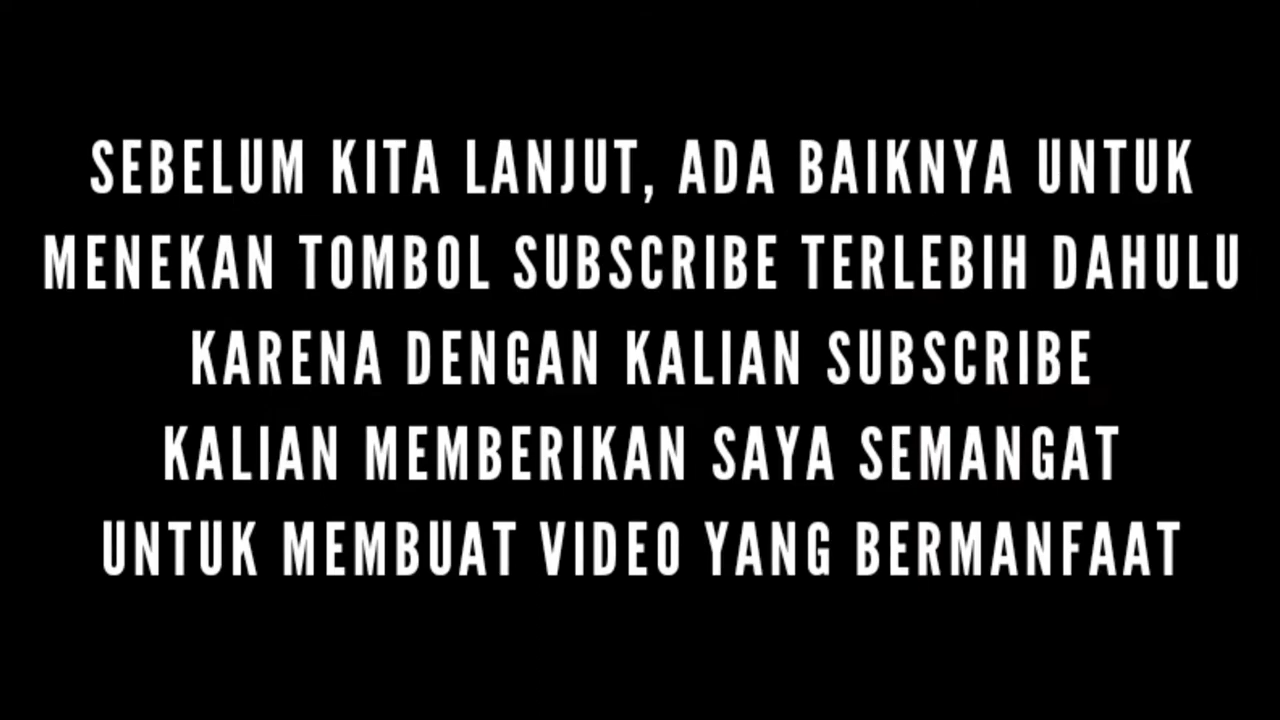 SEBELUM KITA LANJUT, ADA BAIKNYA UNTUK
MENEKAN TOMBOL SUBSCRIBE TERLEBIH DAHULU
KARENA DENGAN KALIAN SUBSCRIBE
KALIAN MEMBERIKAN SAYA SEMANGAT
UNTUK MEMBUAT VIDEO YANG BERMANFAAT